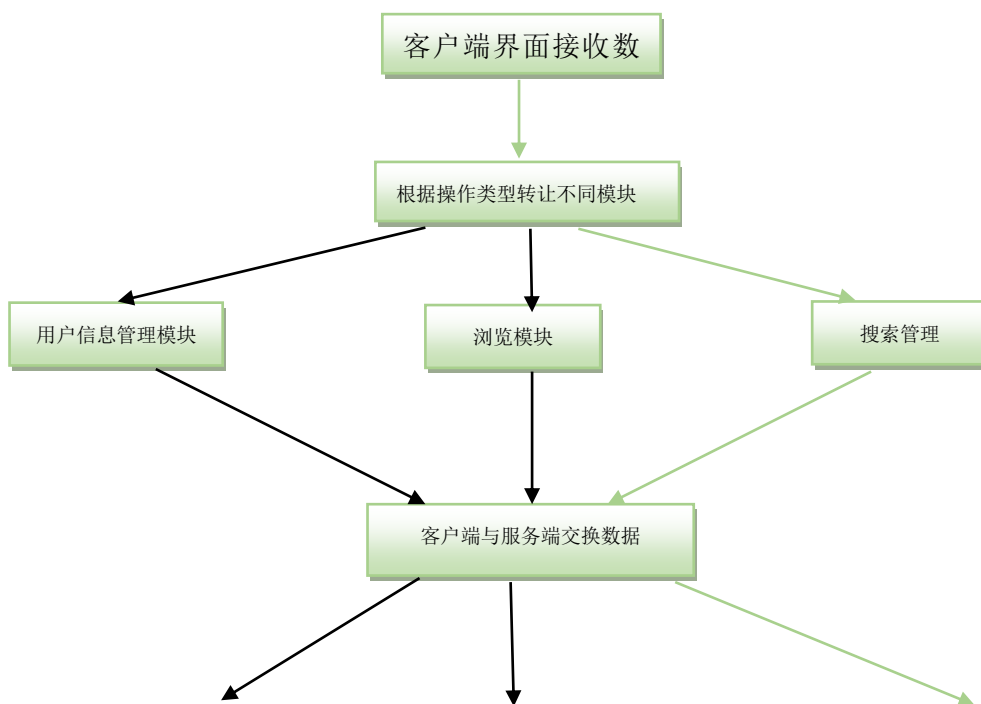 客户端界面接收数
根据操作类型转让不同模块
用户信息管理模块
浏览模块
搜索管理
客户端与服务端交换数据